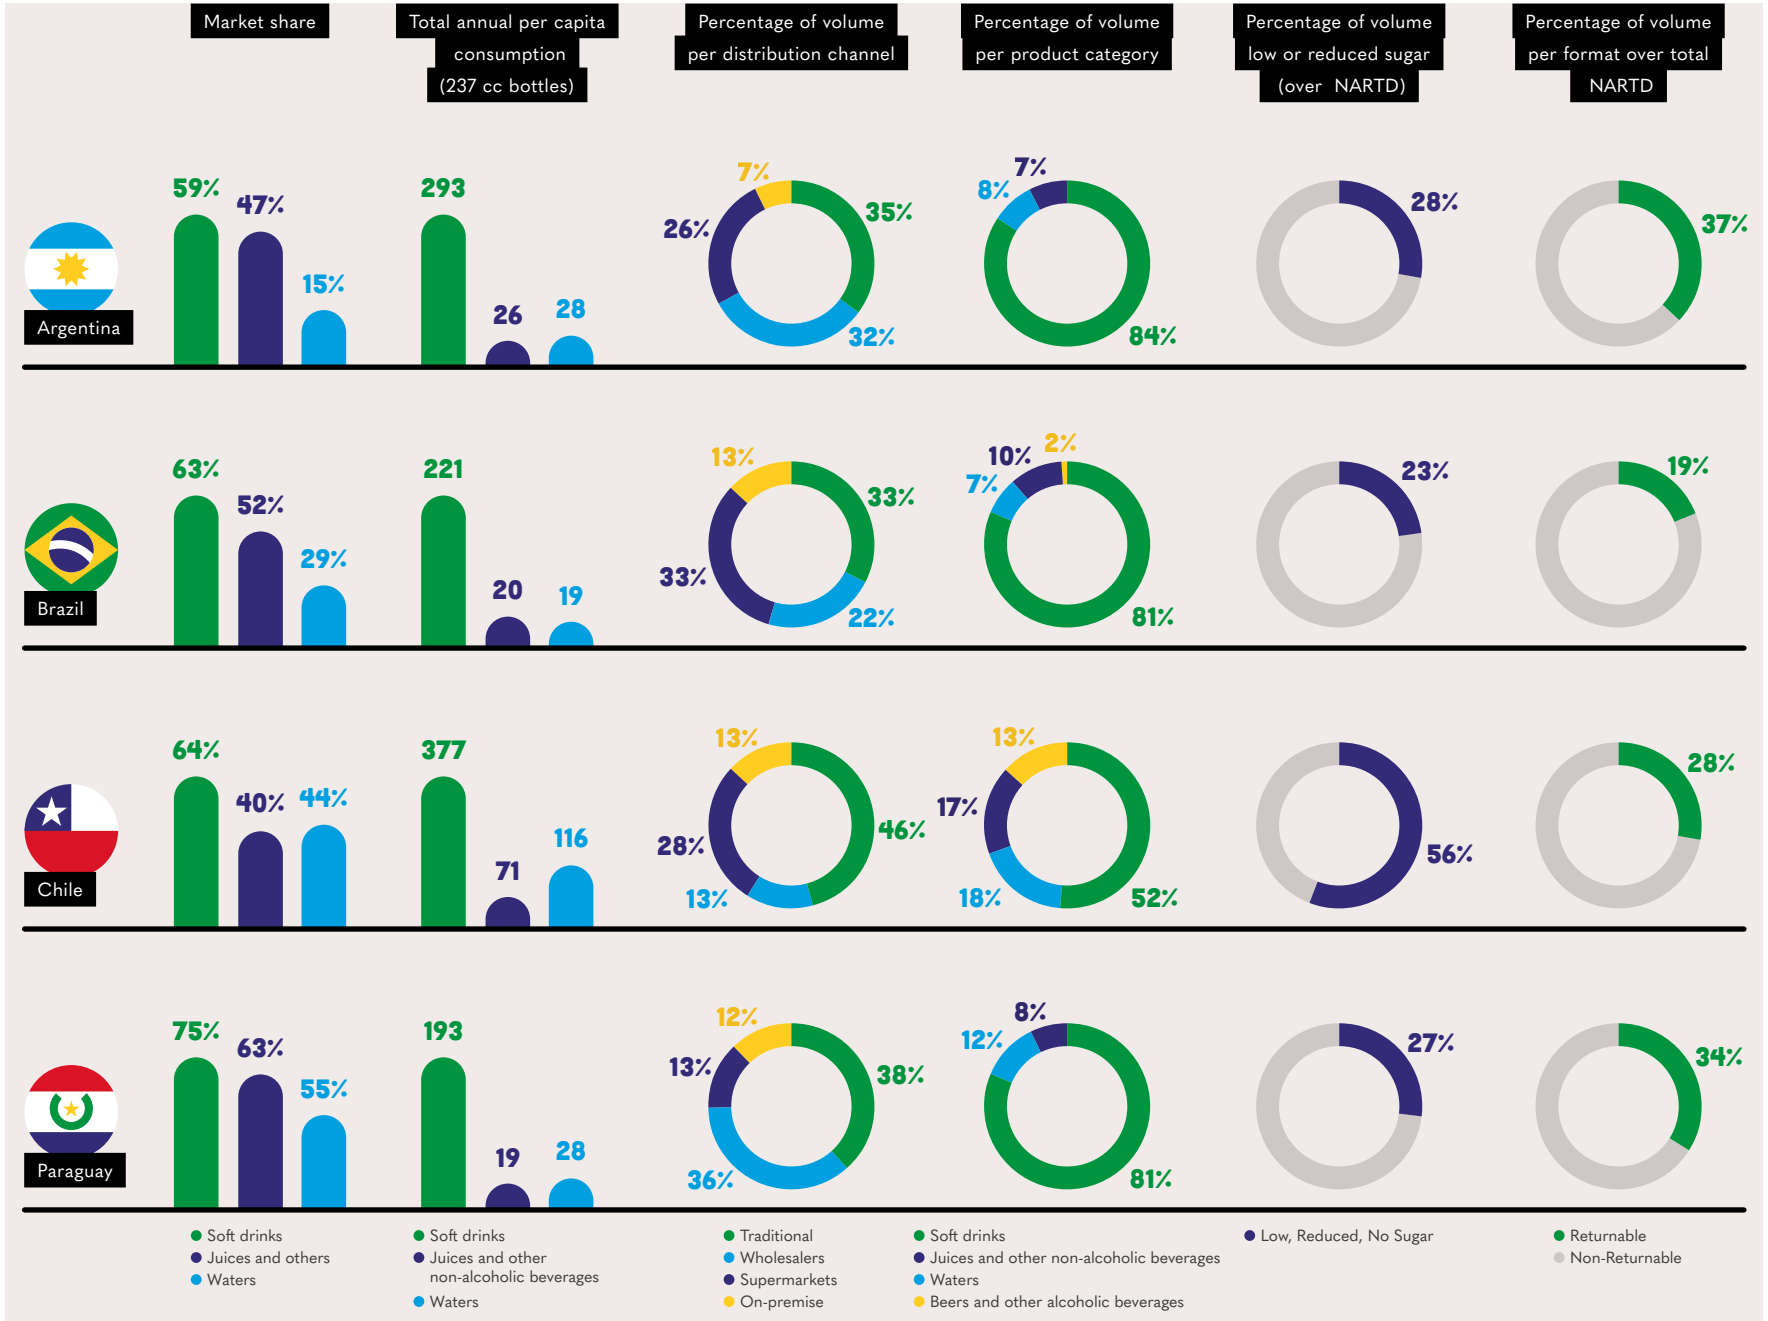 Market share
Total annual per capita
consumption
(237 cc bottles)
Percentage of volume
per distribution channel
Percentage of volume
per product category
Percentage of volume
low or reduced sugar
(over NARTD)
Percentage of volume
per format over total
NARTD
Argentina
59%
47%
15%
293
26
28
7%
35%
26%
32%
7%
8%
84%
28%
37%
Brazil
63%
52%
29%
221
20
19
13%
33%
33%
22%
2%
10%
7%
81%
23%
19%
Chile
64%
40%
44%
377
71
116
13%
46%
28%
13%
13%
17%
18%
52%
56%
28%
Paraguay
75%
63%
55%
193
19
28
12%
38%
13%
36%
8%
12%
81%
27%
34%
Soft drinks
Juices and others
Waters
Soft drinks
Juices and other
non-alcoholic beverages
Waters
Traditional
Wholesalers
Supermarkets
On-premise
Soft drinks
Juices and other non-alcoholic beverages
Waters
Beers and other alcoholic beverages
Low, Reduced, No Sugar
Returnable
Non-Returnable